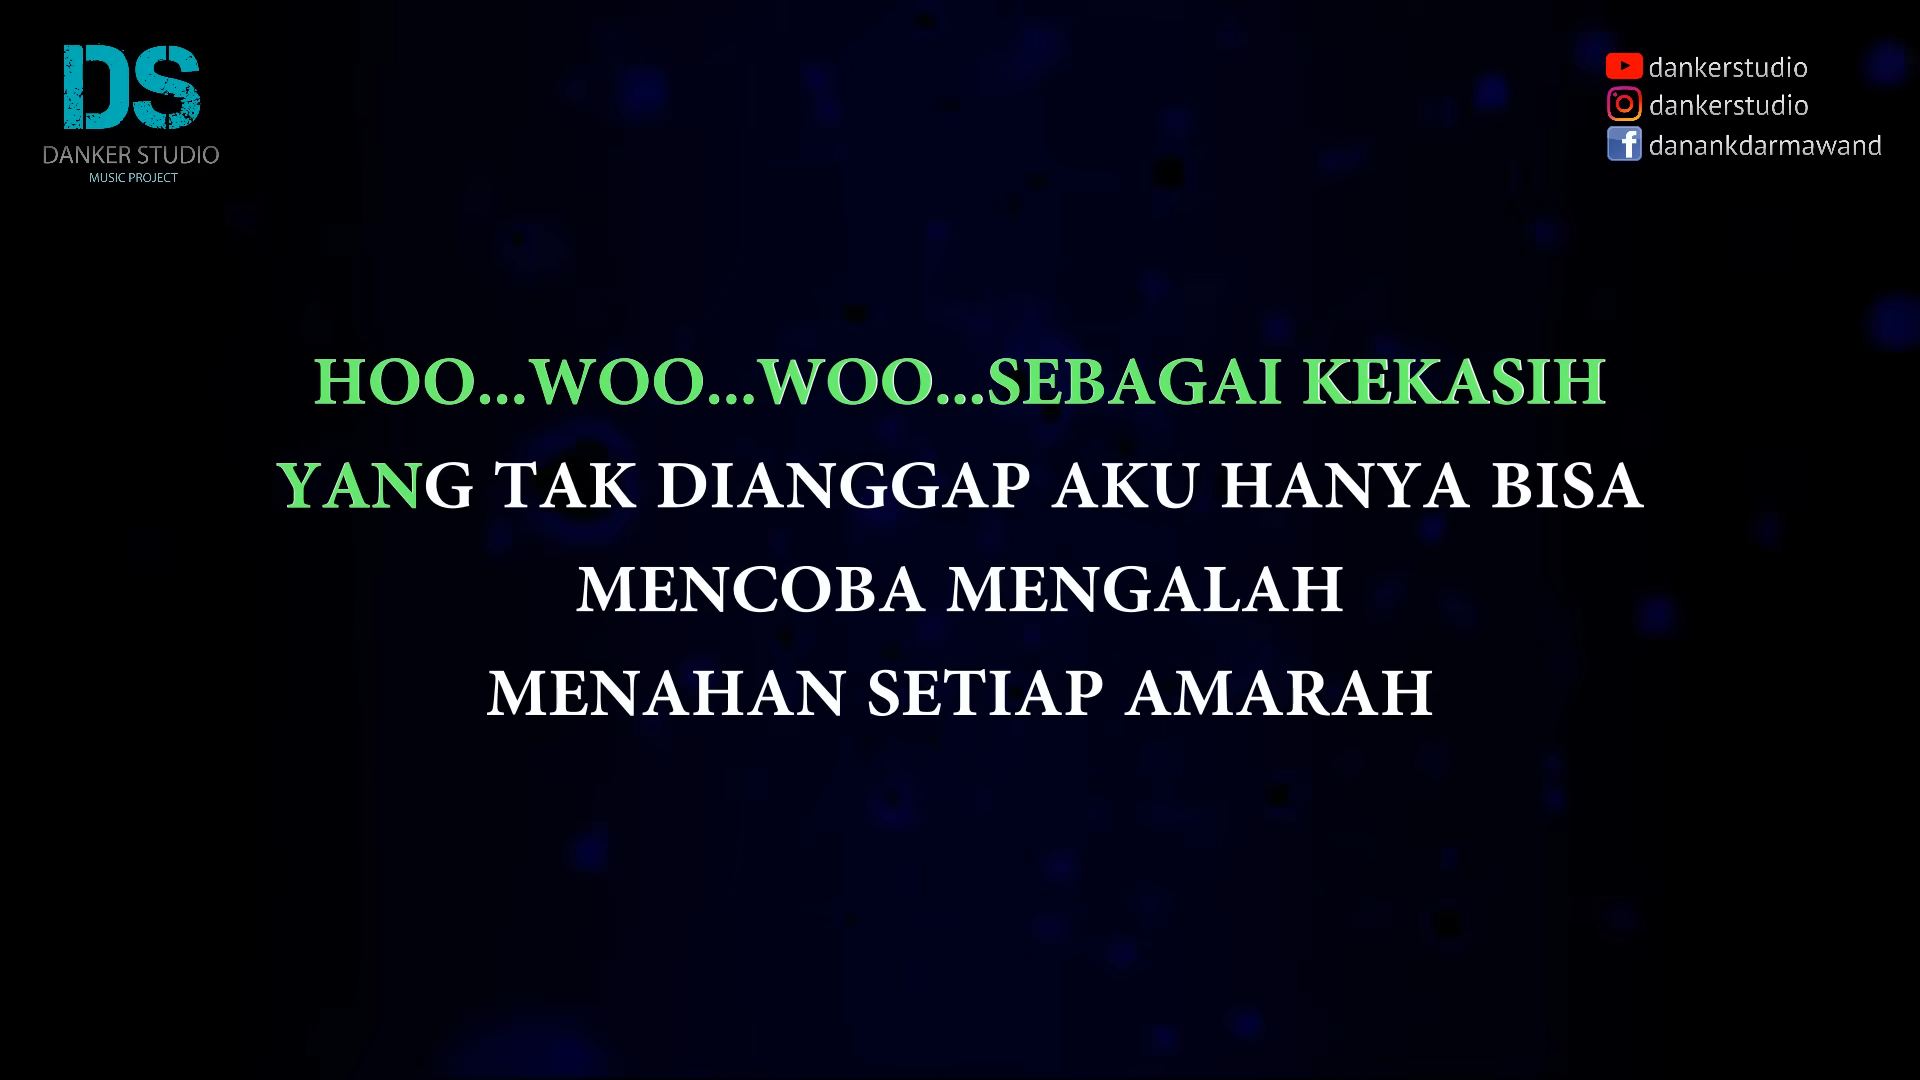 DS
DANKER STUDIO
MUSIC PROJECT
dankerstudio
dankerstudio
danankdarmawand
HOO...WOO...WOO...SEBAGAI KEKASIH
YANG TAK DIANGGAP AKU HANYA BISA
MENCOBA MENGALAH
MENAHAN SETIAP AMARAH